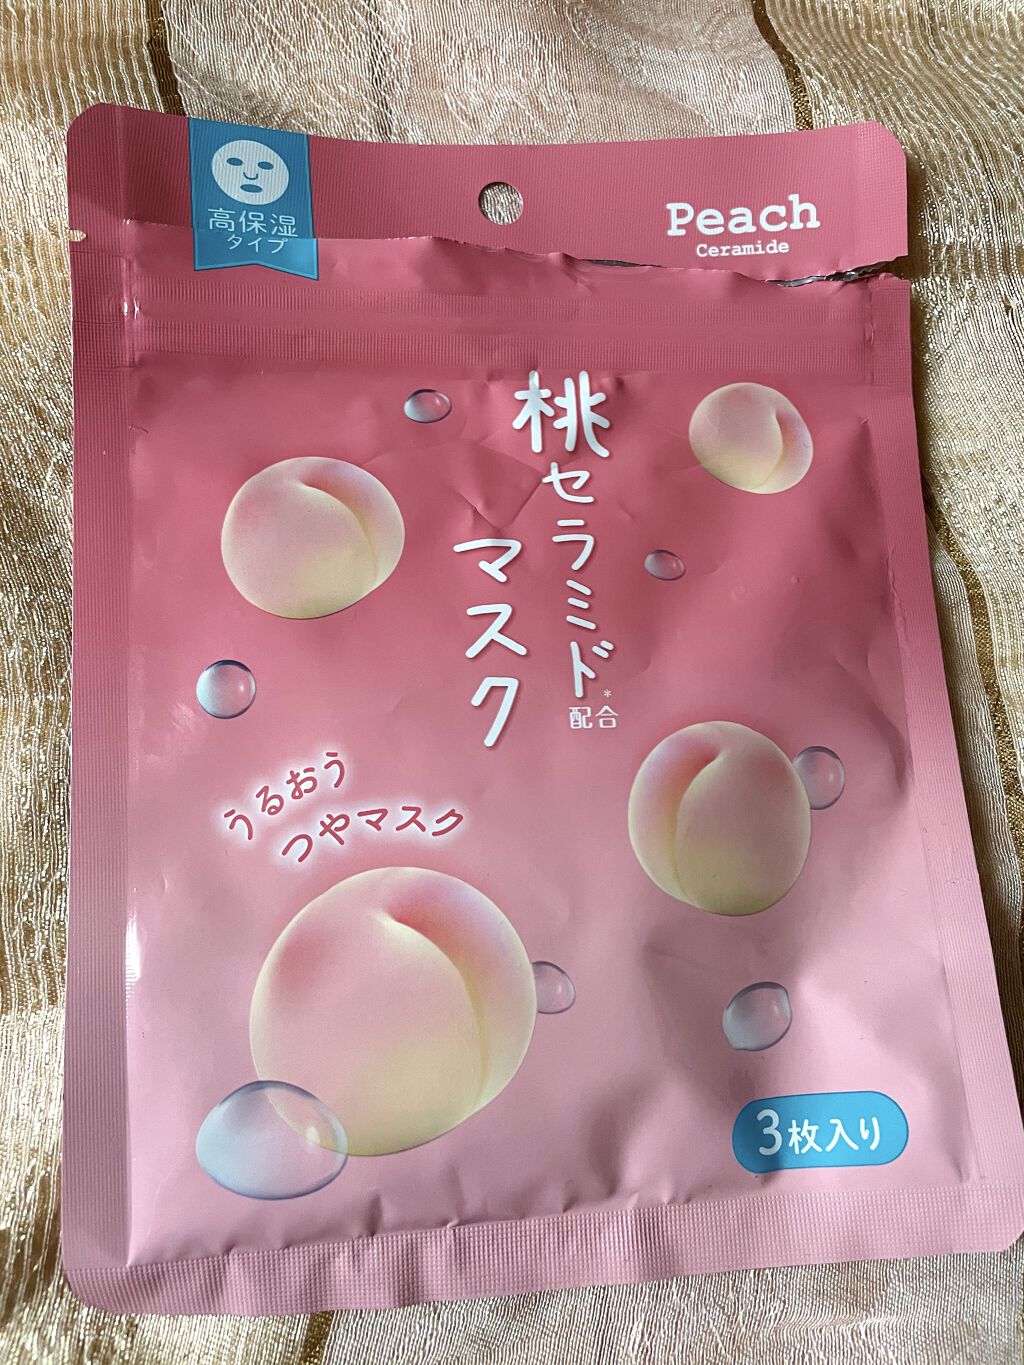 高保湿
タイプ
Peach
Ceramide
桃セラミド*
配合
マスク
うるおう
つやマスク
3枚入り